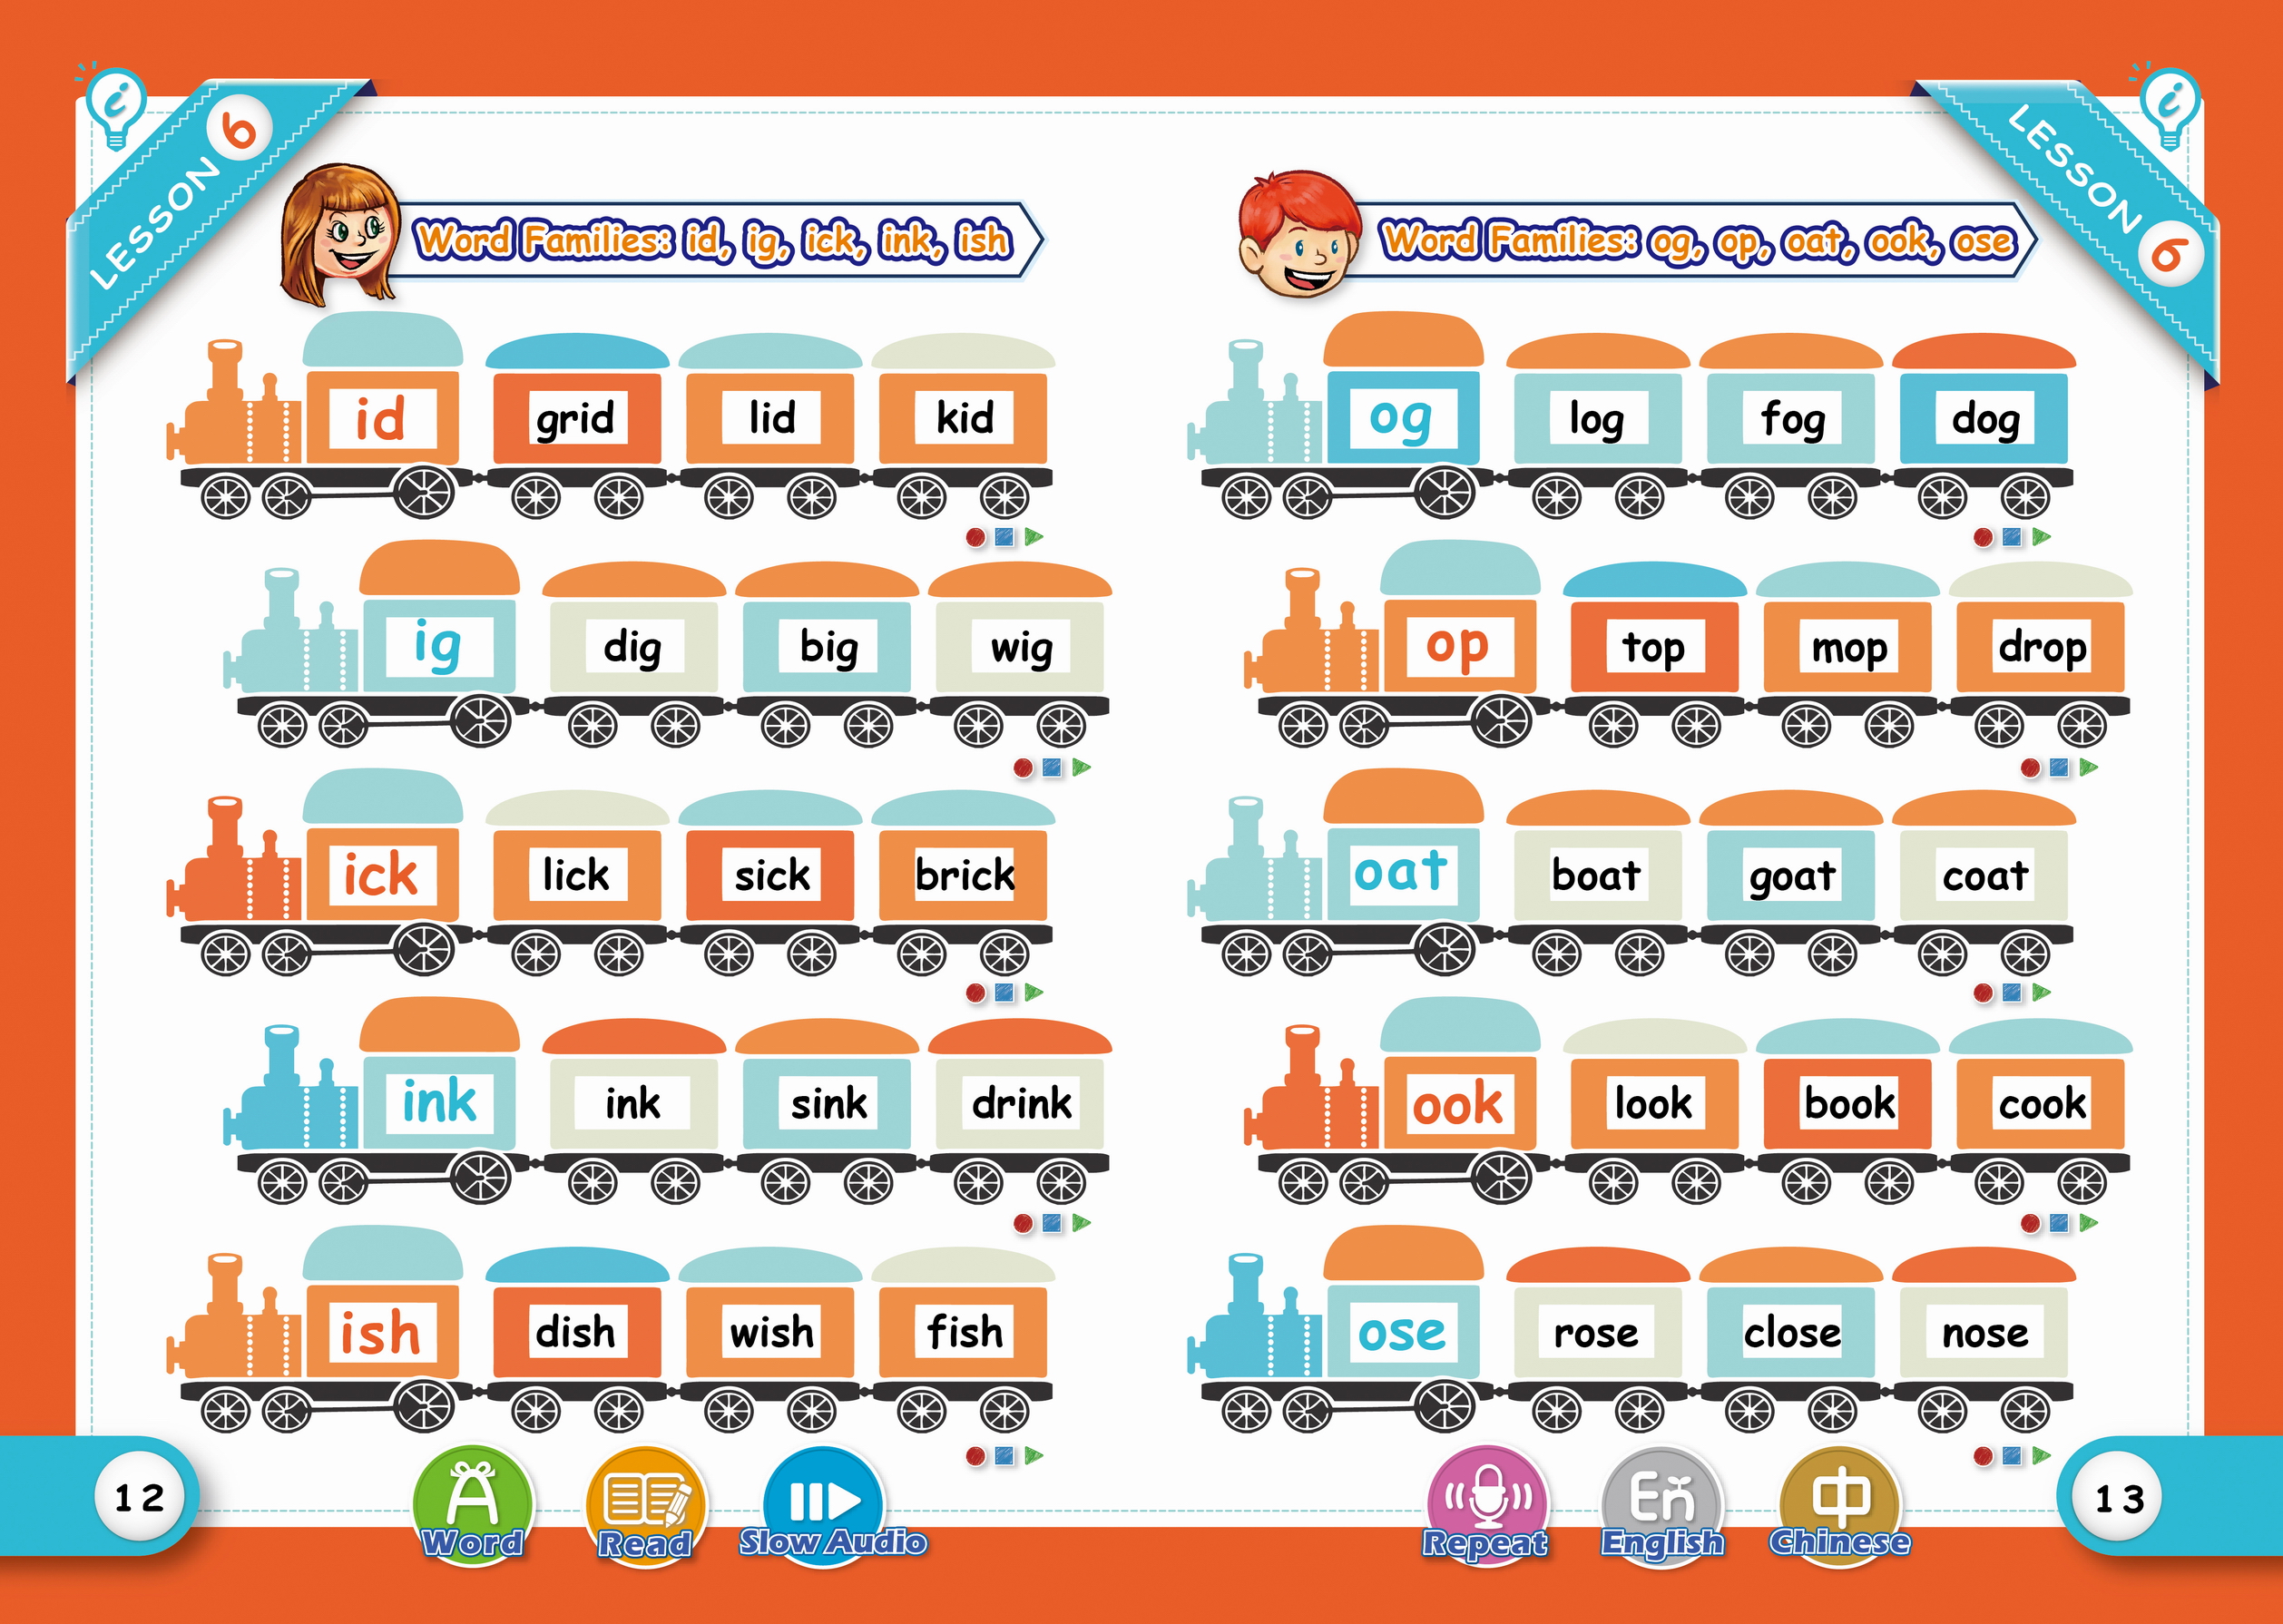 LESSON 6
Word Families: id, ig, ick, ink, ish
id grid lid kid
ig dig big wig
ick lick sick brick
ink ink sink drink
ish dish wish fish
12
Word
Read
Slow Audio
LESSON 6
Word Families: og, op, oat, ook, ose
og log fog dog
op top mop drop
oat boat goat coat
ook look book cook
ose rose close nose
Repeat
En
English
中
Chinese
13